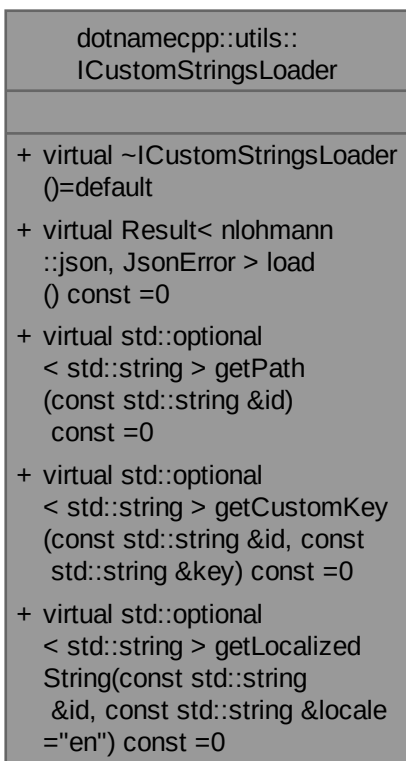 dotnamecpp::utils::
ICustomStringsLoader
+ virtual ~ICustomStringsLoader
()=default
+ virtual Result< nlohmann
::json, JsonError > load
() const =0
+ virtual std::optional
< std::string > getPath
(const std::string &id)
const =0
+ virtual std::optional
< std::string > getCustomKey
(const std::string &id, const
std::string &key) const =0
+ virtual std::optional
< std::string > getLocalized
String(const std::string
&id, const std::string &locale
="en") const =0